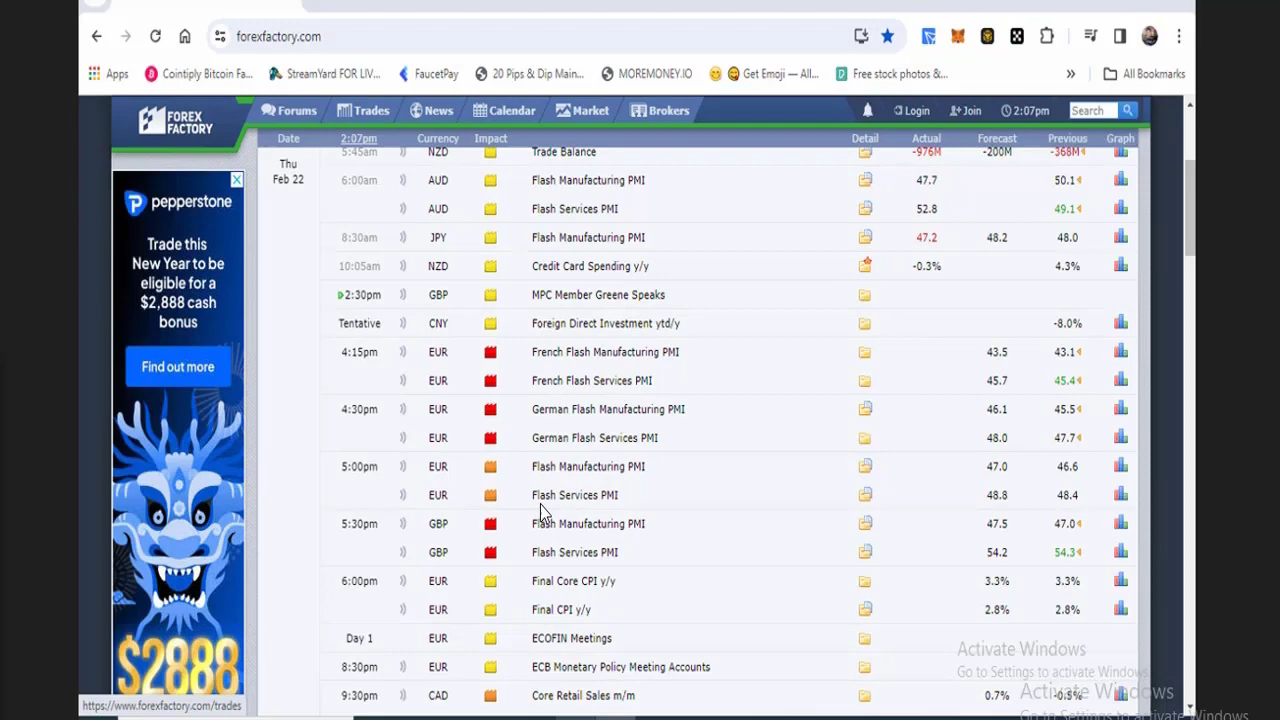 forexfactory.com
Apps Cointiply Bitcoin Fa... StreamYard FOR LIV... FaucetPay 20 Pips & Dip Main... MOREMONEY.IO Get Emoji — All... Free stock photos &... » All Bookmarks
FOREX FACTORY Forums Trades News Calendar Market Brokers Login Join 2:07pm Search
Date 2:07pm Currency Impact Detail Actual Forecast Previous Graph
Thu Feb 22 5:45am NZD Trade Balance -976M -200M -368M
6:00am AUD Flash Manufacturing PMI 47.7 50.1
AUD Flash Services PMI 52.8 49.1
8:30am JPY Flash Manufacturing PMI 47.2 48.2 48.0
10:05am NZD Credit Card Spending y/y -0.3% 4.3%
2:30pm GBP MPC Member Greene Speaks
Tentative CNY Foreign Direct Investment ytd/y -8.0%
4:15pm EUR French Flash Manufacturing PMI 43.5 43.1
EUR French Flash Services PMI 45.7 45.4
4:30pm EUR German Flash Manufacturing PMI 46.1 45.5
EUR German Flash Services PMI 48.0 47.7
5:00pm EUR Flash Manufacturing PMI 47.0 46.6
EUR Flash Services PMI 48.8 48.4
5:30pm GBP Flash Manufacturing PMI 47.5 47.0
GBP Flash Services PMI 54.2 54.3
6:00pm EUR Final Core CPI y/y 3.3% 3.3%
EUR Final CPI y/y 2.8% 2.8%
Day 1 EUR ECOFIN Meetings
8:30pm EUR ECB Monetary Policy Meeting Accounts
9:30pm CAD Core Retail Sales m/m 0.7% -0.5%
pepperstone
Trade this
New Year to be
eligible for a
$2,888 cash
bonus
Find out more
$2888
https://www.forexfactory.com/trades
Activate Windows
Go to Settings to activate Windows.
Activate Windows
Go to Settings to activate Windows.